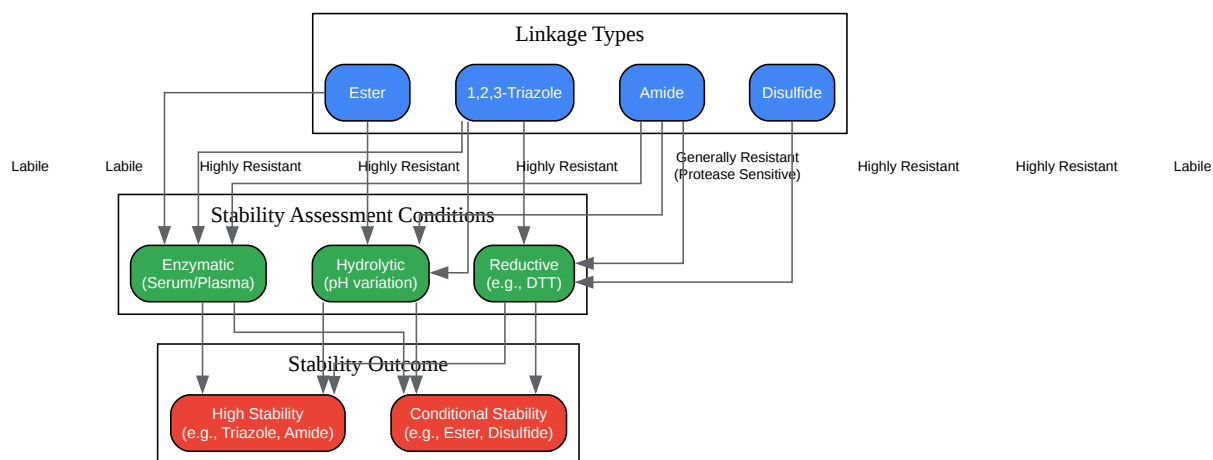 Linkage Types
Ester
1,2,3-Triazole
Amide
Disulfide
Labile
Labile
Highly Resistant
Highly Resistant
Highly Resistant
Generally Resistant
(Protease Sensitive)
Highly Resistant
Highly Resistant
Labile
Stability Assessment Conditions
Enzymatic
(Serum/Plasma)
Hydrolytic
(pH variation)
Reductive
(e.g., DTT)
Stability Outcome
High Stability
(e.g., Triazole, Amide)
Conditional Stability
(e.g., Ester, Disulfide)